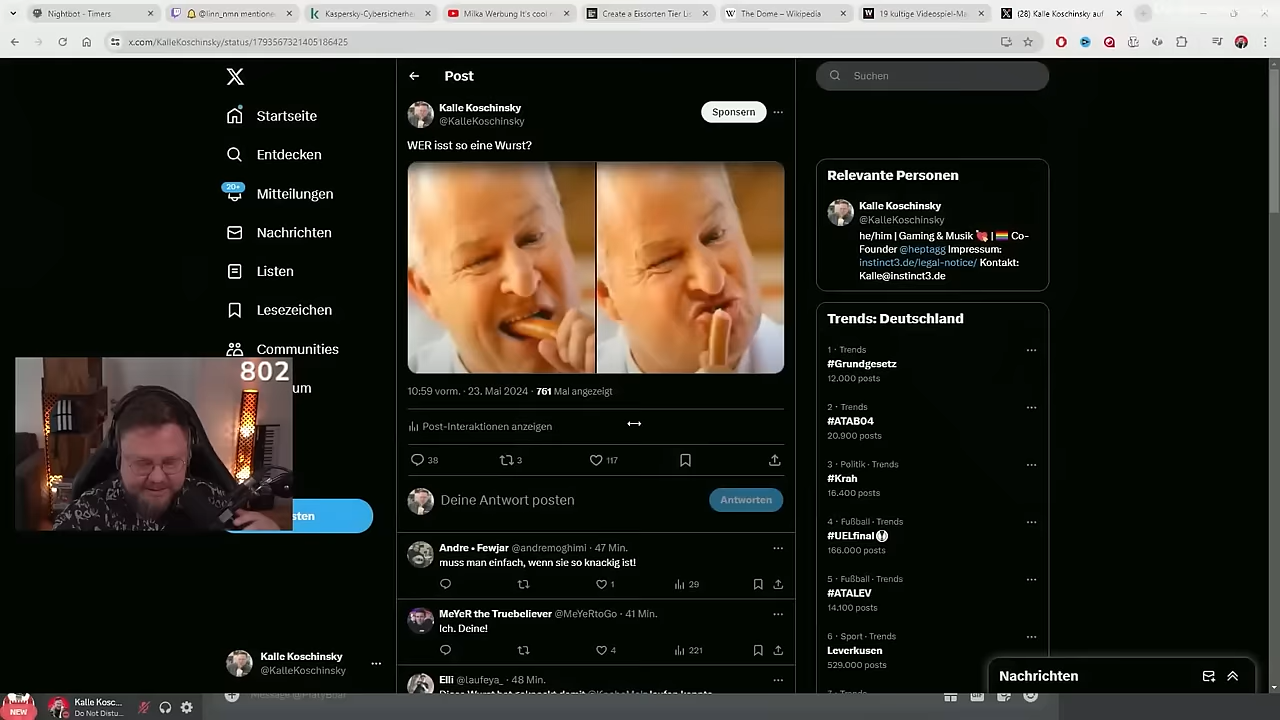 Nightbot - Timers
@linn_nmn mentione
Kaspersky-Cybersicherhe
Milka Werbung It's cool r
Create a Eissorten Tier Lis
The Dome – Wikipedia
19 kultige Videospiel-Ma
(28) Kalle Koschinsky auf
x.com/KalleKoschinsky/status/1793567321405186425
Post
Suchen
Startseite
Entdecken
20+
Mitteilungen
Nachrichten
Listen
Lesezeichen
Communities
Kalle Koschinsky
@KalleKoschinsky
Sponsern
WER isst so eine Wurst?
10:59 vorm. · 23. Mai 2024 · 761 Mal angezeigt
Post-Interaktionen anzeigen
38
3
117
Deine Antwort posten
Antworten
Andre • Fewjar @andremoghimi · 47 Min.
muss man einfach, wenn sie so knackig ist!
1
29
MeYeR the Truebeliever @MeYeRtoGo · 41 Min.
Ich. Deine!
4
221
Elli @laufeya_ · 48 Min.
Relevante Personen
Kalle Koschinsky
@KalleKoschinsky
he/him | Gaming & Musik | Co-
Founder @heptagg Impressum:
instinct3.de/legal-notice/ Kontakt:
Kalle@instinct3.de
Trends: Deutschland
1 · Trends
#Grundgesetz
12.000 posts
2 · Trends
#ATAB04
20.900 posts
3 · Politik · Trends
#Krah
16.400 posts
4 · Fußball · Trends
#UELfinal
166.000 posts
5 · Fußball · Trends
#ATALEV
14.100 posts
6 · Sport · Trends
Leverkusen
529.000 posts
Nachrichten
802
sten
Kalle Koschinsky
@KalleKoschinsky
NEW
Kalle Kosc...
Do Not Distu...